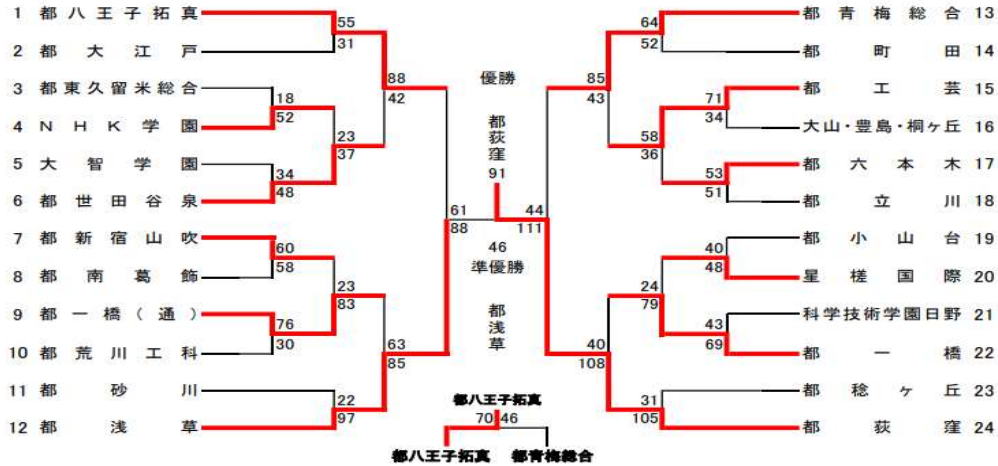 1 都八王子拓真
55
31
2 都大江戸
88
42
3 都東久留米総合
18
52
4 NHK学園
23
37
5 大智学園
34
48
6 都世田谷泉
61
88
7 都新宿山吹
60
58
8 都南葛飾
23
83
9 都一橋(通)
76
30
10 都荒川工科
63
85
11 都砂川
22
97
12 都浅草
優勝
都荻窪
91
46
準優勝
都浅草
都青梅総合 13
64
52
都町田 14
85
43
都工芸 15
71
34
大山・豊島・桐ヶ丘 16
58
36
都六本木 17
53
51
都立川 18
44
111
都小山台 19
40
48
星槎国際 20
24
79
科学技術学園日野 21
43
69
都一橋 22
40
108
都稔ヶ丘 23
31
105
都荻窪 24
都八王子拓真
70 46
都八王子拓真 都青梅総合